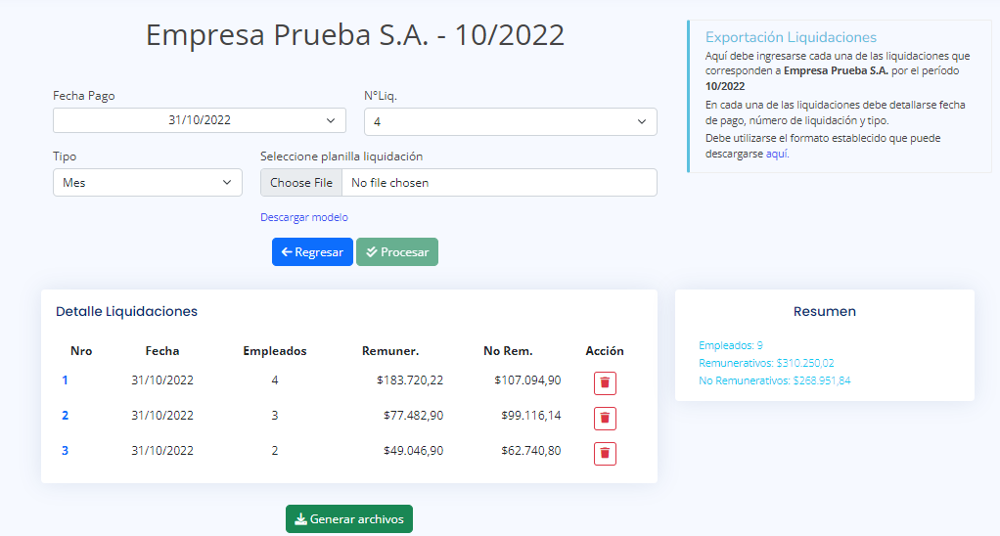 Empresa Prueba S.A. - 10/2022
Exportación Liquidaciones
Aquí debe ingresarse cada una de las liquidaciones que
corresponden a Empresa Prueba S.A. por el período
10/2022
En cada una de las liquidaciones debe detallarse fecha
de pago, número de liquidación y tipo.
Debe utilizarse el formato establecido que puede
descargarse aquí.
Fecha Pago
N°Liq.
31/10/2022
4
Tipo
Seleccione planilla liquidación
Mes
Choose File No file chosen
Descargar modelo
Regresar
Procesar
Detalle Liquidaciones
Nro Fecha Empleados Remuner. No Rem. Acción
1 31/10/2022 4 $183.720,22 $107.094,90
2 31/10/2022 3 $77.482,90 $99.116,14
3 31/10/2022 2 $49.046,90 $62.740,80
Resumen
Empleados: 9
Remunerativos: $310.250,02
No Remunerativos: $268.951,84
Generar archivos